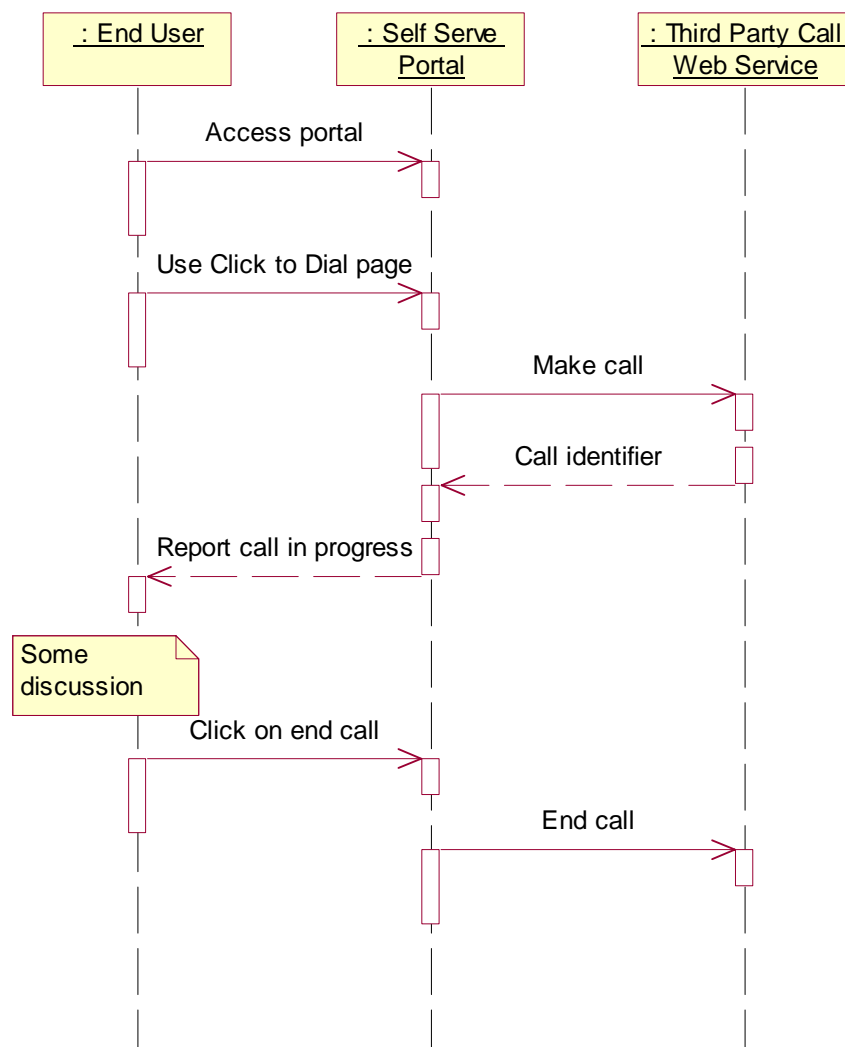 : End User
: Self Serve
Portal
: Third Party Call
Web Service
Access portal
Use Click to Dial page
Make call
Call identifier
Report call in progress
Some
discussion
Click on end call
End call